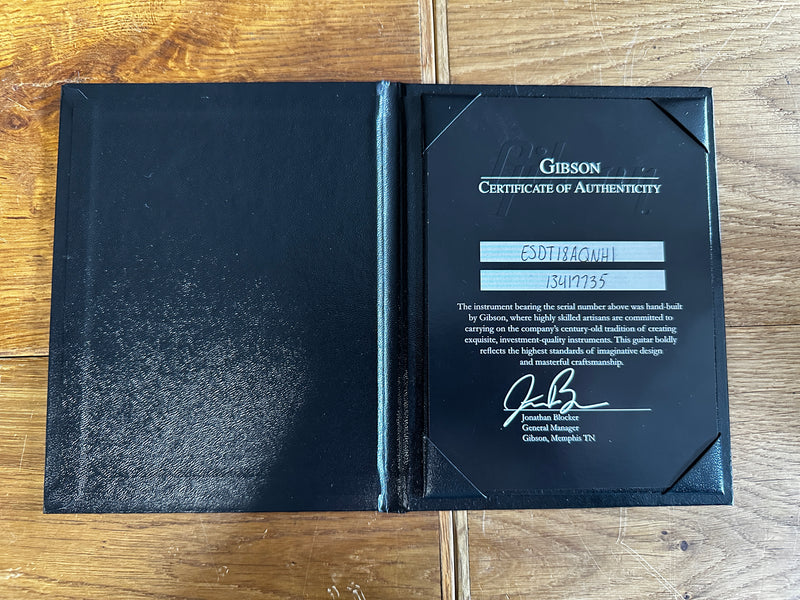 Gibson
GIBSON
CERTIFICATE OF AUTHENTICITY
ESDT18AQNH1
13417735
The instrument bearing the serial number above was hand-built
by Gibson, where highly skilled artisans are committed to
carrying on the company's century-old tradition of creating
exquisite, investment-quality instruments. This guitar boldly
reflects the highest standards of imaginative design
and masterful craftsmanship.
Jonathan Blocker
General Manager
Gibson, Memphis TN